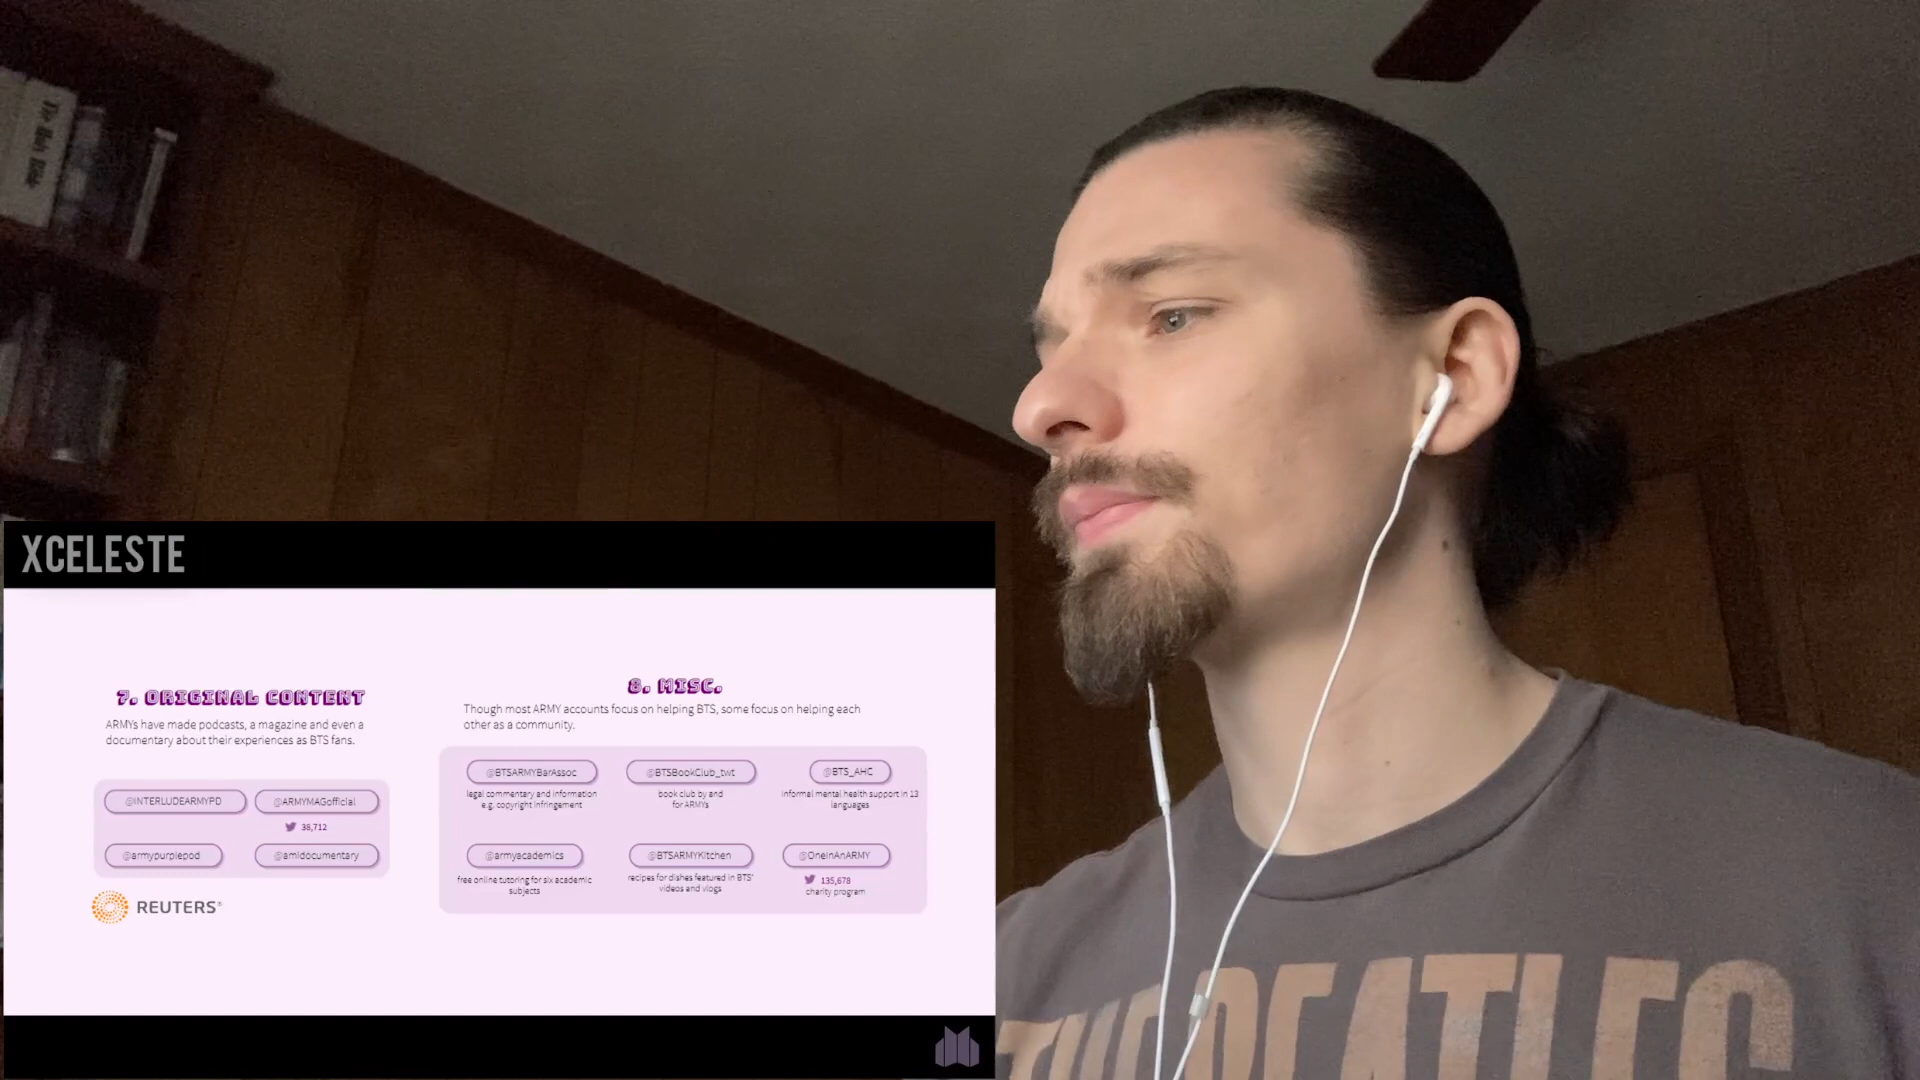 XCELESTE
7. ORIGINAL CONTENT
ARMYs have made podcasts, a magazine and even a
documentary about their experiences as BTS fans.
@INTERLUDEARMYPD
@ARMYMAGofficial
38,712
@armypurplepod
@amidocumentary
REUTERS®
8. MISC.
Though most ARMY accounts focus on helping BTS, some focus on helping each
other as a community.
@BTSARMYBarAssoc
legal commentary and information
e.g. copyright infringement
@BTSBookClub_twt
book club by and
for ARMYs
@BTS_AHC
informal mental health support in 13
languages
@armyacademics
free online tutoring for six academic
subjects
@BTSARMYKitchen
recipes for dishes featured in BTS'
videos and vlogs
@OneInAnARMY
135,678
charity program
THE BEATLES